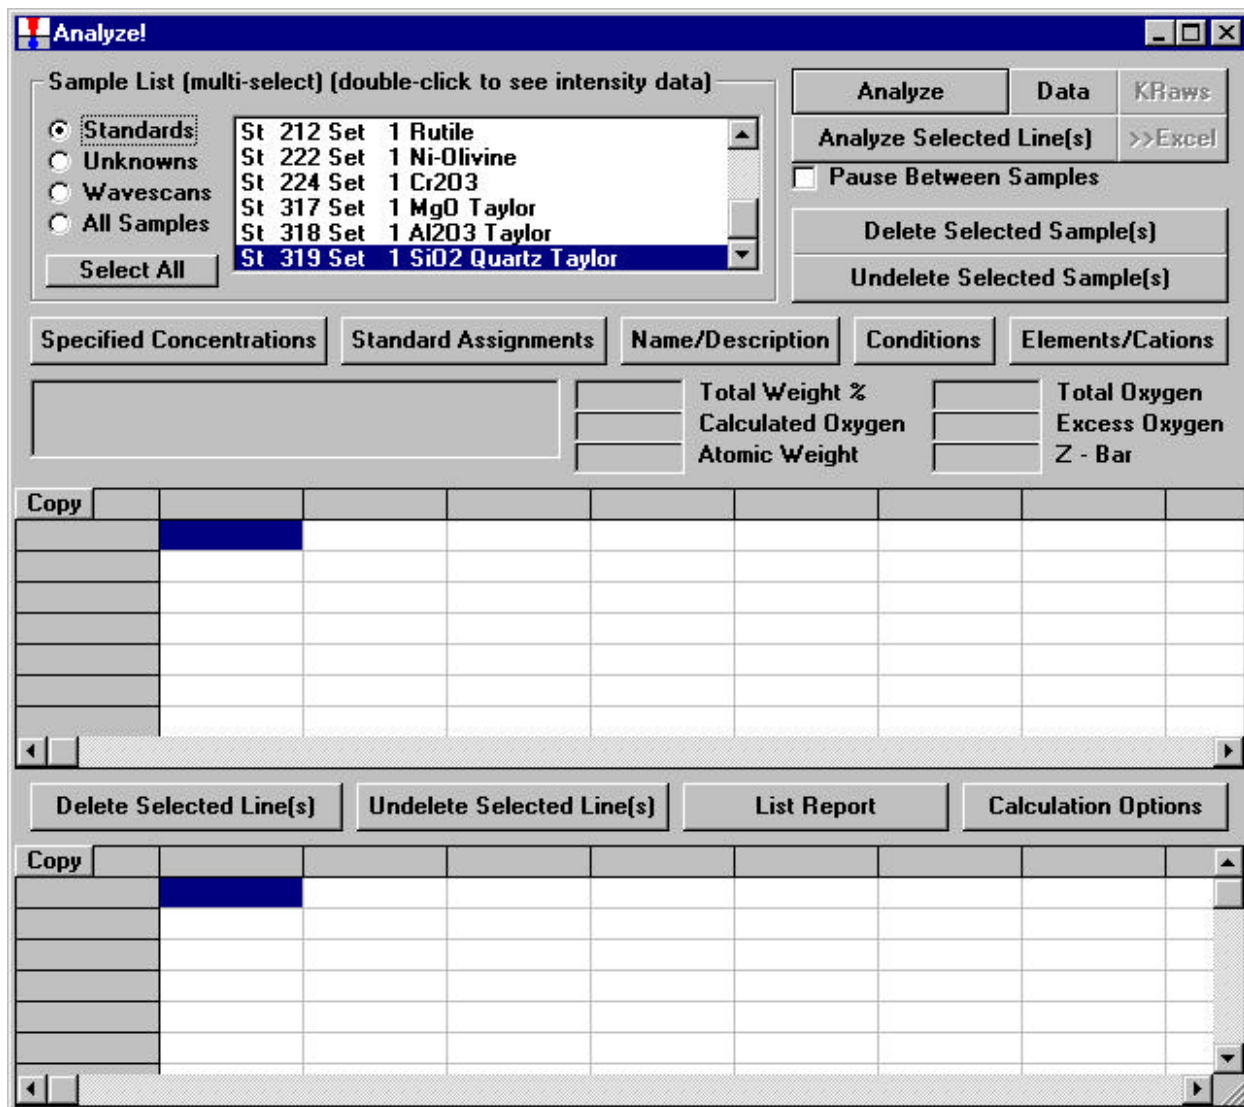 Analyze!
Sample List (multi-select) (double-click to see intensity data)
Standards
Unknowns
Wavescans
All Samples
Select All
St 212 Set 1 Rutile
St 222 Set 1 Ni-Olivine
St 224 Set 1 Cr2O3
St 317 Set 1 MgO Taylor
St 318 Set 1 Al2O3 Taylor
St 319 Set 1 SiO2 Quartz Taylor
Analyze Data KRaws
Analyze Selected Line(s) >>Excel
Pause Between Samples
Delete Selected Sample(s)
Undelete Selected Sample(s)
Specified Concentrations Standard Assignments Name/Description Conditions Elements/Cations
Total Weight % Total Oxygen
Calculated Oxygen Excess Oxygen
Atomic Weight Z - Bar
Copy
Delete Selected Line(s) Undelete Selected Line(s) List Report Calculation Options
Copy